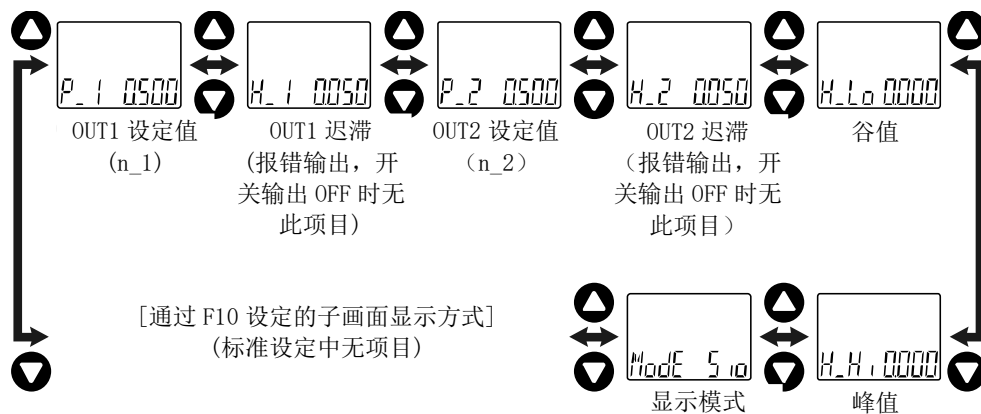 P_1 0.500
H_1 0.050
P_2 0.500
H_2 0.050
H_Lo 0.000
OUT1 设定值
(n_1)
OUT1 迟滞
(报错输出，开
关输出 OFF 时无
此项目)
OUT2 设定值
（n_2）
OUT2 迟滞
（报错输出，开
关输出 OFF 时无
此项目）
谷值
[通过 F10 设定的子画面显示方式]
(标准设定中无项目)
ModE Sio
H_Hi 0.000
显示模式
峰值